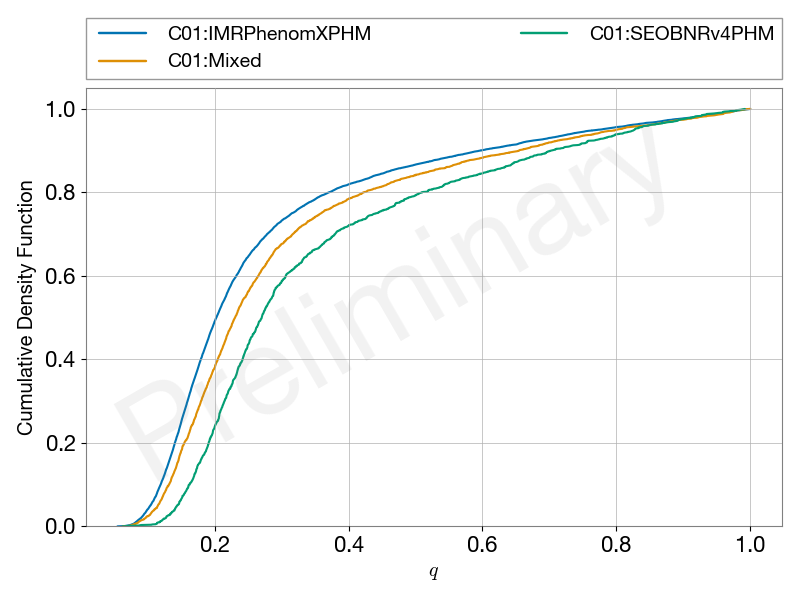 C01:IMRPhenomXPHM
C01:Mixed
C01:SEOBNRv4PHM
Cumulative Density Function
1.0
0.8
0.6
0.4
0.2
0.0
Preliminary
0.2 0.4 0.6 0.8 1.0
q